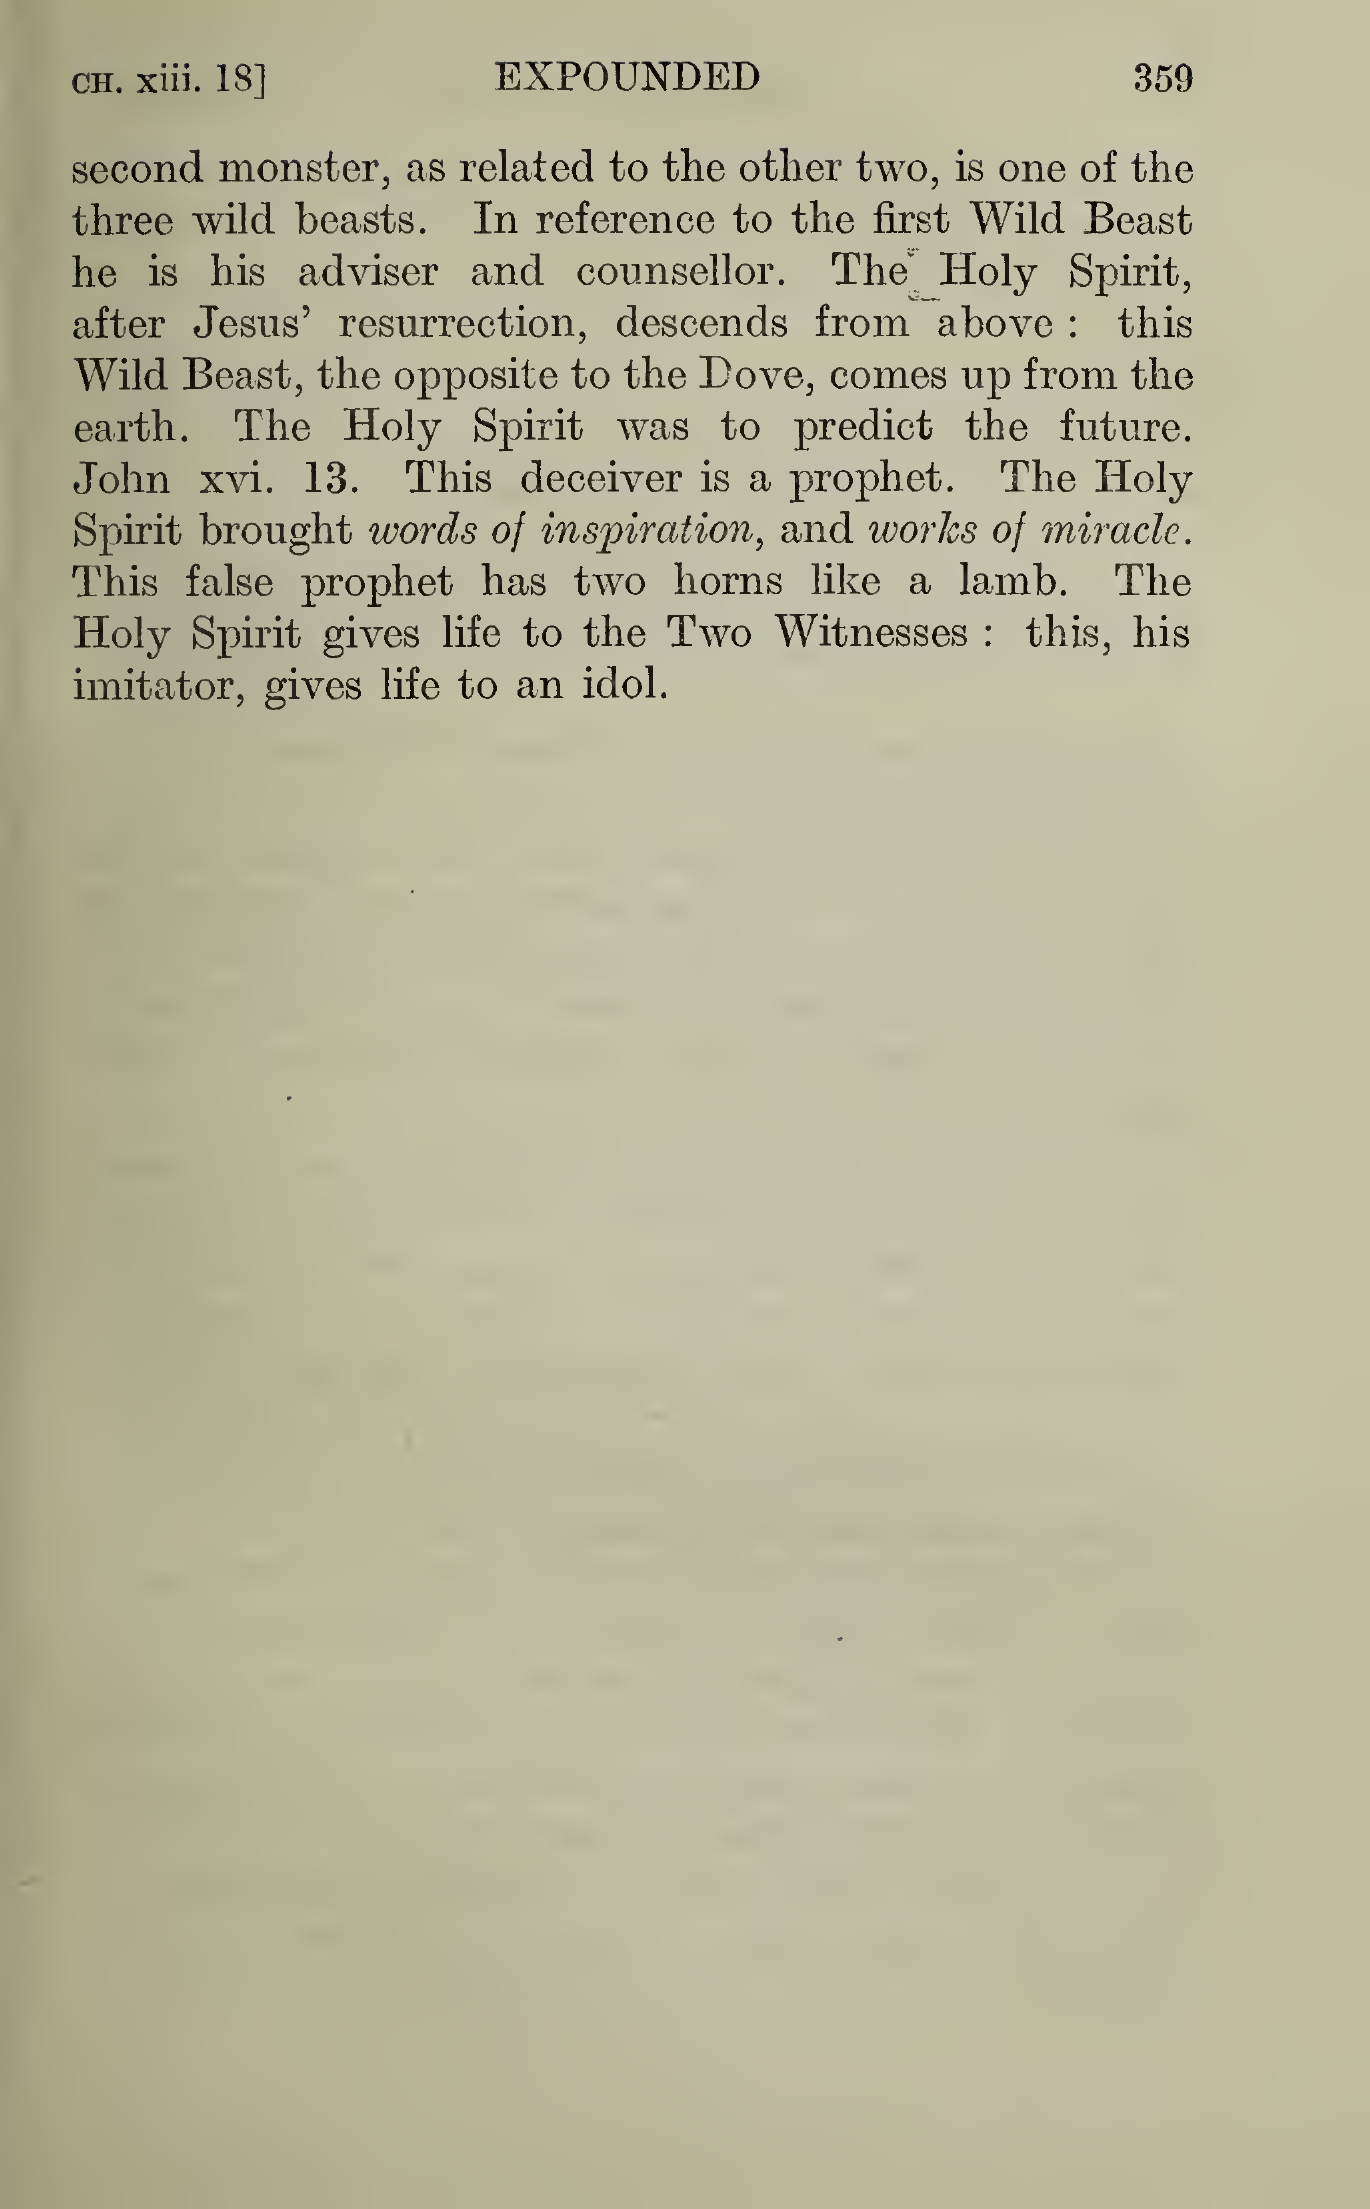 CH. xiii. 18] EXPOUNDED 359
second monster, as related to the other two, is one of the
three wild beasts. In reference to the first Wild Beast
he is his adviser and counsellor. The Holy Spirit,
after Jesus’ resurrection, descends from above : this
Wild Beast, the opposite to the Dove, comes up from the
earth. The Holy Spirit was to predict the future.
John xvi. 13. This deceiver is a prophet. The Holy
Spirit brought words of inspiration, and works of miracle.
This false prophet has two horns like a lamb. The
Holy Spirit gives life to the Two Witnesses : this, his
imitator, gives life to an idol.